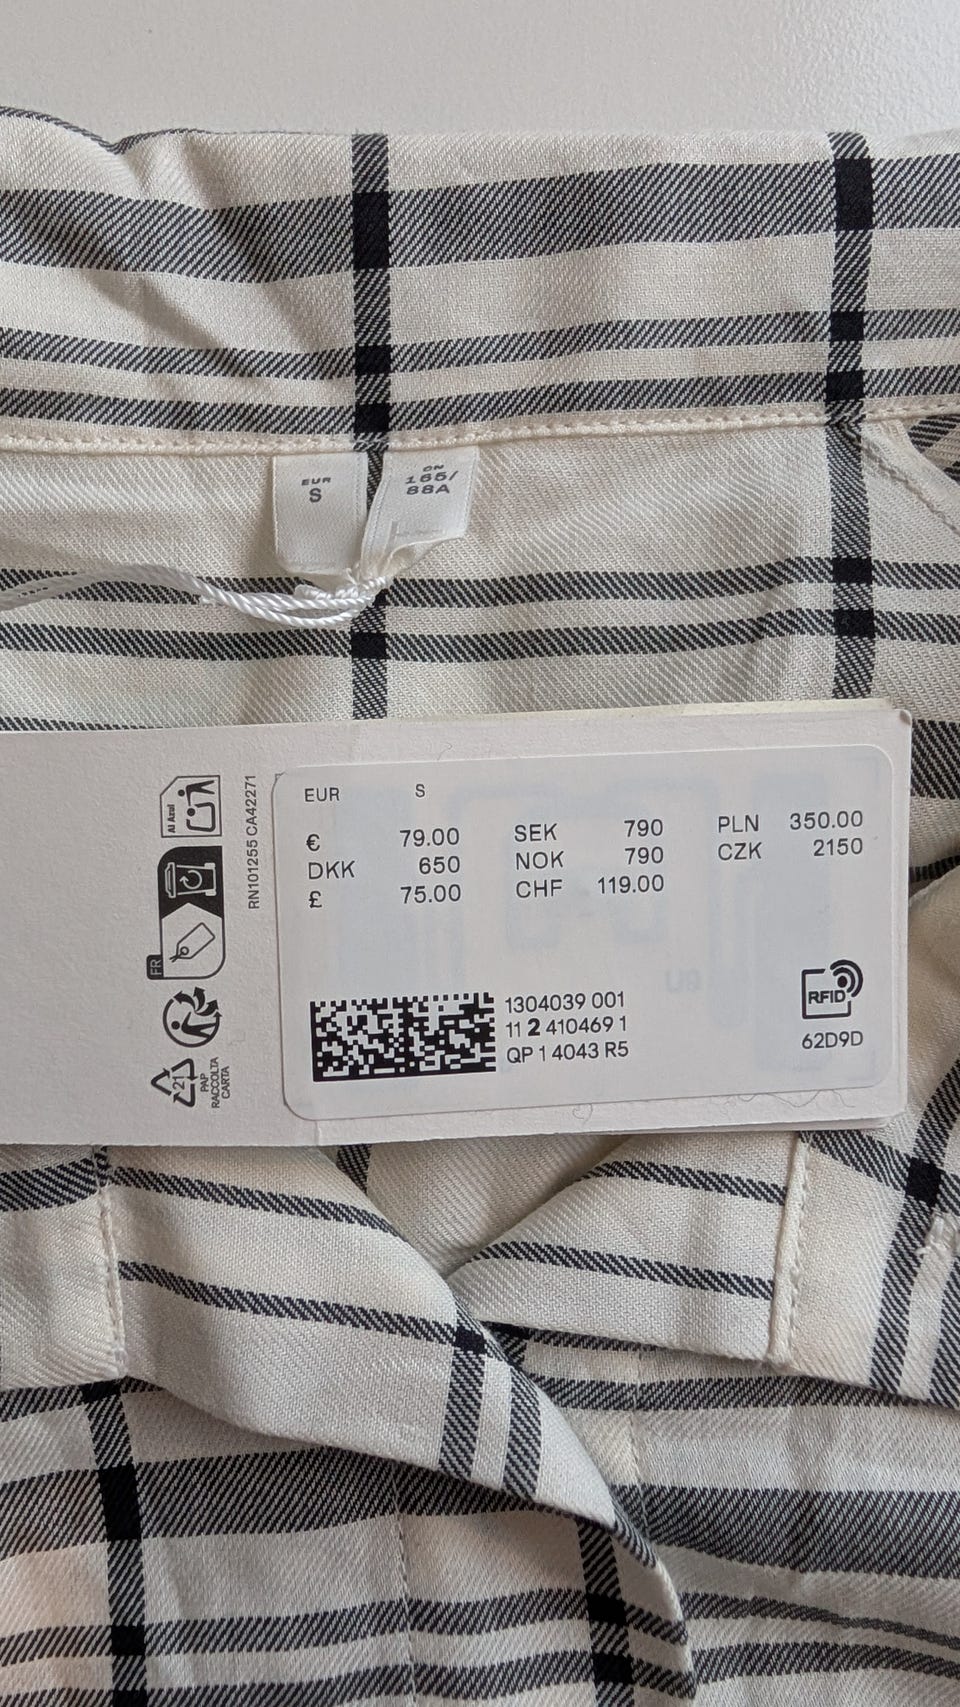 EUR
S
CN
165/
88A
EUR S
€ 79.00 SEK 790 PLN 350.00
DKK 650 NOK 790 CZK 2150
£ 75.00 CHF 119.00
1304039 001
11 2 410469 1
QP 1 4043 R5
RFID
62D9D
RN101255 CA42271
Al Azul
FR
21
PAP
RACCOLTA
CARTA